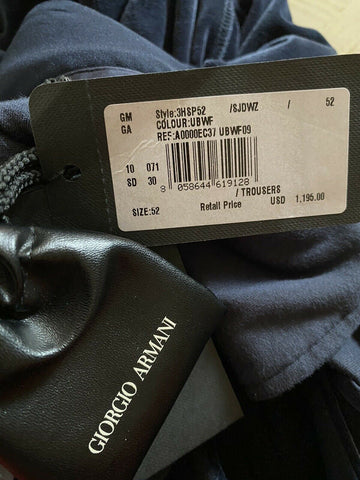 GM Style:3HSP52 /SJDWZ / 52
GA COLOUR:UBWF
RES:A0000EC37 UBWF09
10 071
SD 30
8 058644 619128
/TROUSERS
SIZE:52 Retail Price USD 1,195.00
GIORGIO ARMANI